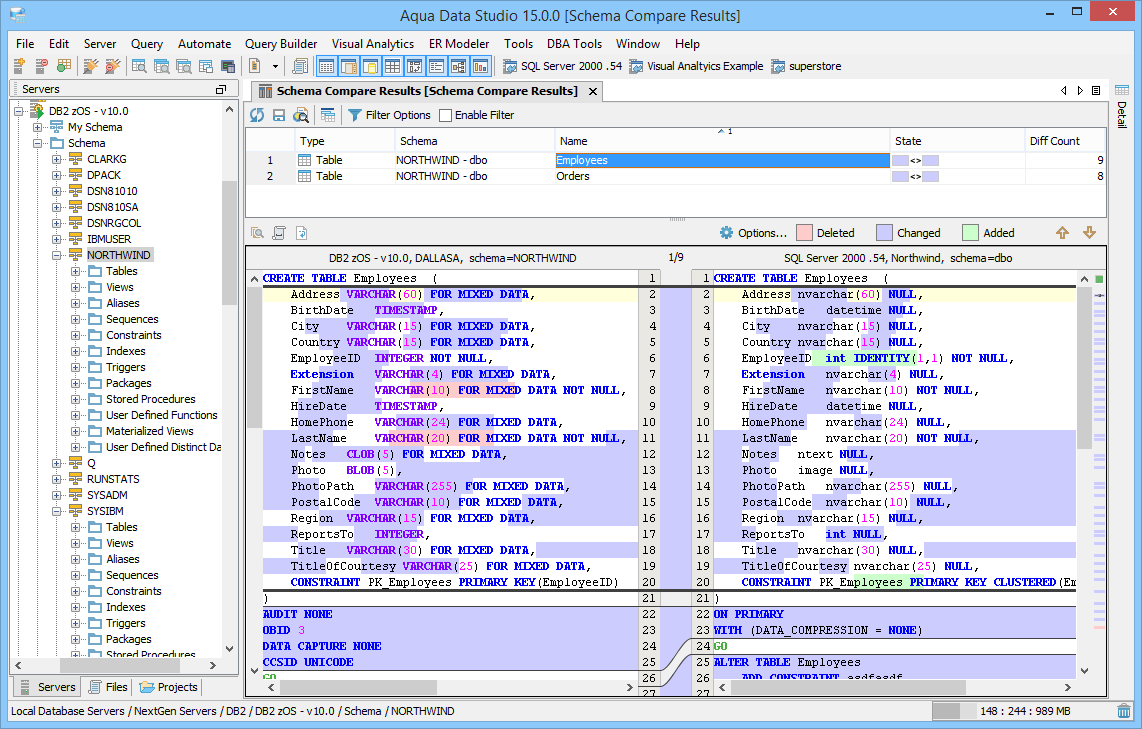 Aqua Data Studio 15.0.0 [Schema Compare Results]
File Edit Server Query Automate Query Builder Visual Analytics ER Modeler Tools DBA Tools Window Help
SQL Server 2000 .54 Visual Analtyics Example superstore
Servers
DB2 zOS - v10.0
My Schema
Schema
CLARKG
DPACK
DSN81010
DSN810SA
DSNRGCOL
IBMUSER
NORTHWIND
Tables
Views
Aliases
Sequences
Constraints
Indexes
Triggers
Packages
Stored Procedures
User Defined Functions
Materialized Views
User Defined Distinct Da
Q
RUNSTATS
SYSADM
SYSIBM
Tables
Views
Aliases
Sequences
Constraints
Indexes
Triggers
Packages
Stored Procedures
Servers Files Projects
Schema Compare Results [Schema Compare Results]
Filter Options Enable Filter
Type Schema Name 1 State Diff Count
1 Table NORTHWIND - dbo Employees <> 9
2 Table NORTHWIND - dbo Orders <> 8
Detail
Options... Deleted Changed Added
DB2 zOS - v10.0, DALLASA, schema=NORTHWIND 1/9 SQL Server 2000 .54, Northwind, schema=dbo
CREATE TABLE Employees ( 1 1 CREATE TABLE Employees (
Address VARCHAR(60) FOR MIXED DATA, 2 2 Address nvarchar(60) NULL,
BirthDate TIMESTAMP, 3 3 BirthDate datetime NULL,
City VARCHAR(15) FOR MIXED DATA, 4 4 City nvarchar(15) NULL,
Country VARCHAR(15) FOR MIXED DATA, 5 5 Country nvarchar(15) NULL,
EmployeeID INTEGER NOT NULL, 6 6 EmployeeID int IDENTITY(1,1) NOT NULL,
Extension VARCHAR(4) FOR MIXED DATA, 7 7 Extension nvarchar(4) NULL,
FirstName VARCHAR(10) FOR MIXED DATA NOT NULL, 8 8 FirstName nvarchar(10) NOT NULL,
HireDate TIMESTAMP, 9 9 HireDate datetime NULL,
HomePhone VARCHAR(24) FOR MIXED DATA, 10 10 HomePhone nvarchar(24) NULL,
LastName VARCHAR(20) FOR MIXED DATA NOT NULL, 11 11 LastName nvarchar(20) NOT NULL,
Notes CLOB(5) FOR MIXED DATA, 12 12 Notes ntext NULL,
Photo BLOB(5), 13 13 Photo image NULL,
PhotoPath VARCHAR(255) FOR MIXED DATA, 14 14 PhotoPath nvarchar(255) NULL,
PostalCode VARCHAR(10) FOR MIXED DATA, 15 15 PostalCode nvarchar(10) NULL,
Region VARCHAR(15) FOR MIXED DATA, 16 16 Region nvarchar(15) NULL,
ReportsTo INTEGER, 17 17 ReportsTo int NULL,
Title VARCHAR(30) FOR MIXED DATA, 18 18 Title nvarchar(30) NULL,
TitleOfCourtesy VARCHAR(25) FOR MIXED DATA, 19 19 TitleOfCourtesy nvarchar(25) NULL,
CONSTRAINT PK_Employees PRIMARY KEY(EmployeeID) 20 20 CONSTRAINT PK_Employees PRIMARY KEY CLUSTERED(Em
) 21 21 )
AUDIT NONE 22 22 ON PRIMARY
OBID 3 23 23 WITH (DATA_COMPRESSION = NONE)
DATA CAPTURE NONE 24 24 GO
CCSID UNICODE 25 25 ALTER TABLE Employees
GO 26 26 ADD CONSTRAINT asdfasdf
27 27
Local Database Servers / NextGen Servers / DB2 / DB2 zOS - v10.0 / Schema / NORTHWIND
148 : 244 : 989 MB